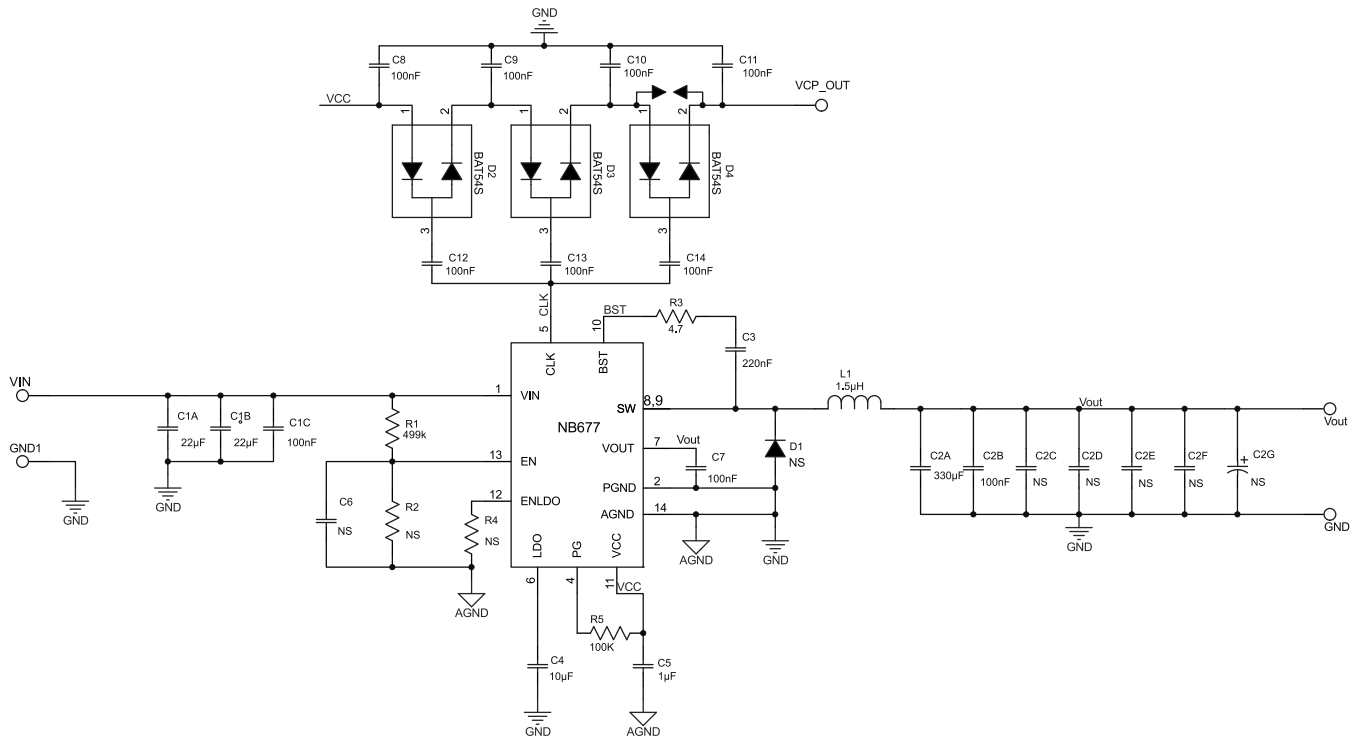 GND
C8
100nF
C9
100nF
C10
100nF
C11
100nF
VCC
VCP_OUT
1
2
1
2
1
2
D2
BAT54S
D3
BAT54S
D4
BAT54S
3
3
3
C12
100nF
C13
100nF
C14
100nF
CLK
5
BST
10
R3
4.7
C3
220nF
CLK
BST
VIN
1
VIN
8,9
SW
L1
1.5µH
Vout
Vout
C1A
22µF
C1B
22µF
C1C
100nF
R1
499k
NB677
GND1
GND
GND
13
EN
VOUT
7
Vout
C7
100nF
D1
NS
C2A
330µF
C2B
100nF
C2C
NS
C2D
NS
C2E
NS
C2F
NS
+
C2G
NS
C6
NS
R2
NS
12
ENLDO
R4
NS
PGND
2
AGND
14
GND
GND
AGND
GND
LDO
PG
VCC
6
4
11
VCC
AGND
R5
100K
C4
10µF
C5
1µF
GND
AGND